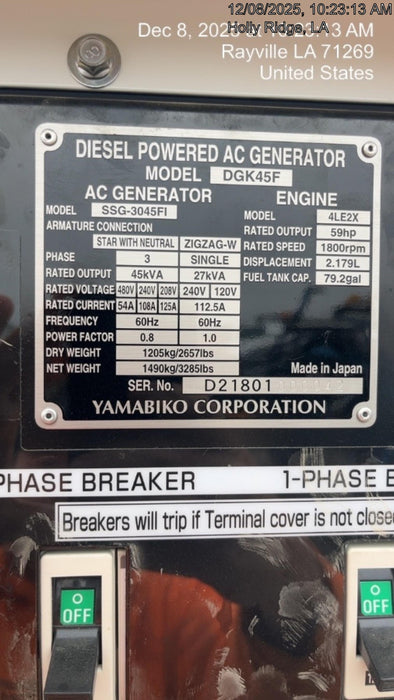 12/08/2025, 10:23:13 AM
Holly Ridge, LA
Dec 8, 2025
13 AM
Rayville LA 71269
United States
DIESEL POWERED AC GENERATOR
MODEL DGK45F
AC GENERATOR
MODEL SSG-3045FI
ARMATURE CONNECTION
STAR WITH NEUTRAL ZIGZAG-W
PHASE 3 SINGLE
RATED OUTPUT 45kVA 27kVA
RATED VOLTAGE 480V 240V 208V 240V 120V
RATED CURRENT 54A 108A 125A 112.5A
FREQUENCY 60Hz 60Hz
POWER FACTOR 0.8 1.0
DRY WEIGHT 1205kg/2657lbs
NET WEIGHT 1490kg/3285lbs
ENGINE
MODEL 4LE2X
RATED OUTPUT 59hp
RATED SPEED 1800rpm
DISPLACEMENT 2.179L
FUEL TANK CAP. 79.2gal
Made in Japan
SER. No. D21801
YAMABIKO CORPORATION
PHASE BREAKER
1-PHASE B
Breakers will trip if Terminal cover is not close
OFF
OFF